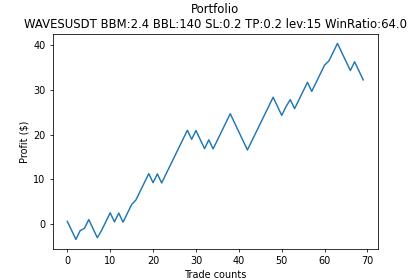 Portfolio
WAVESUSDT BBM:2.4 BBL:140 SL:0.2 TP:0.2 lev:15 WinRatio:64.0
40
30
20
10
0
Profit ($)
0 10 20 30 40 50 60 70
Trade counts